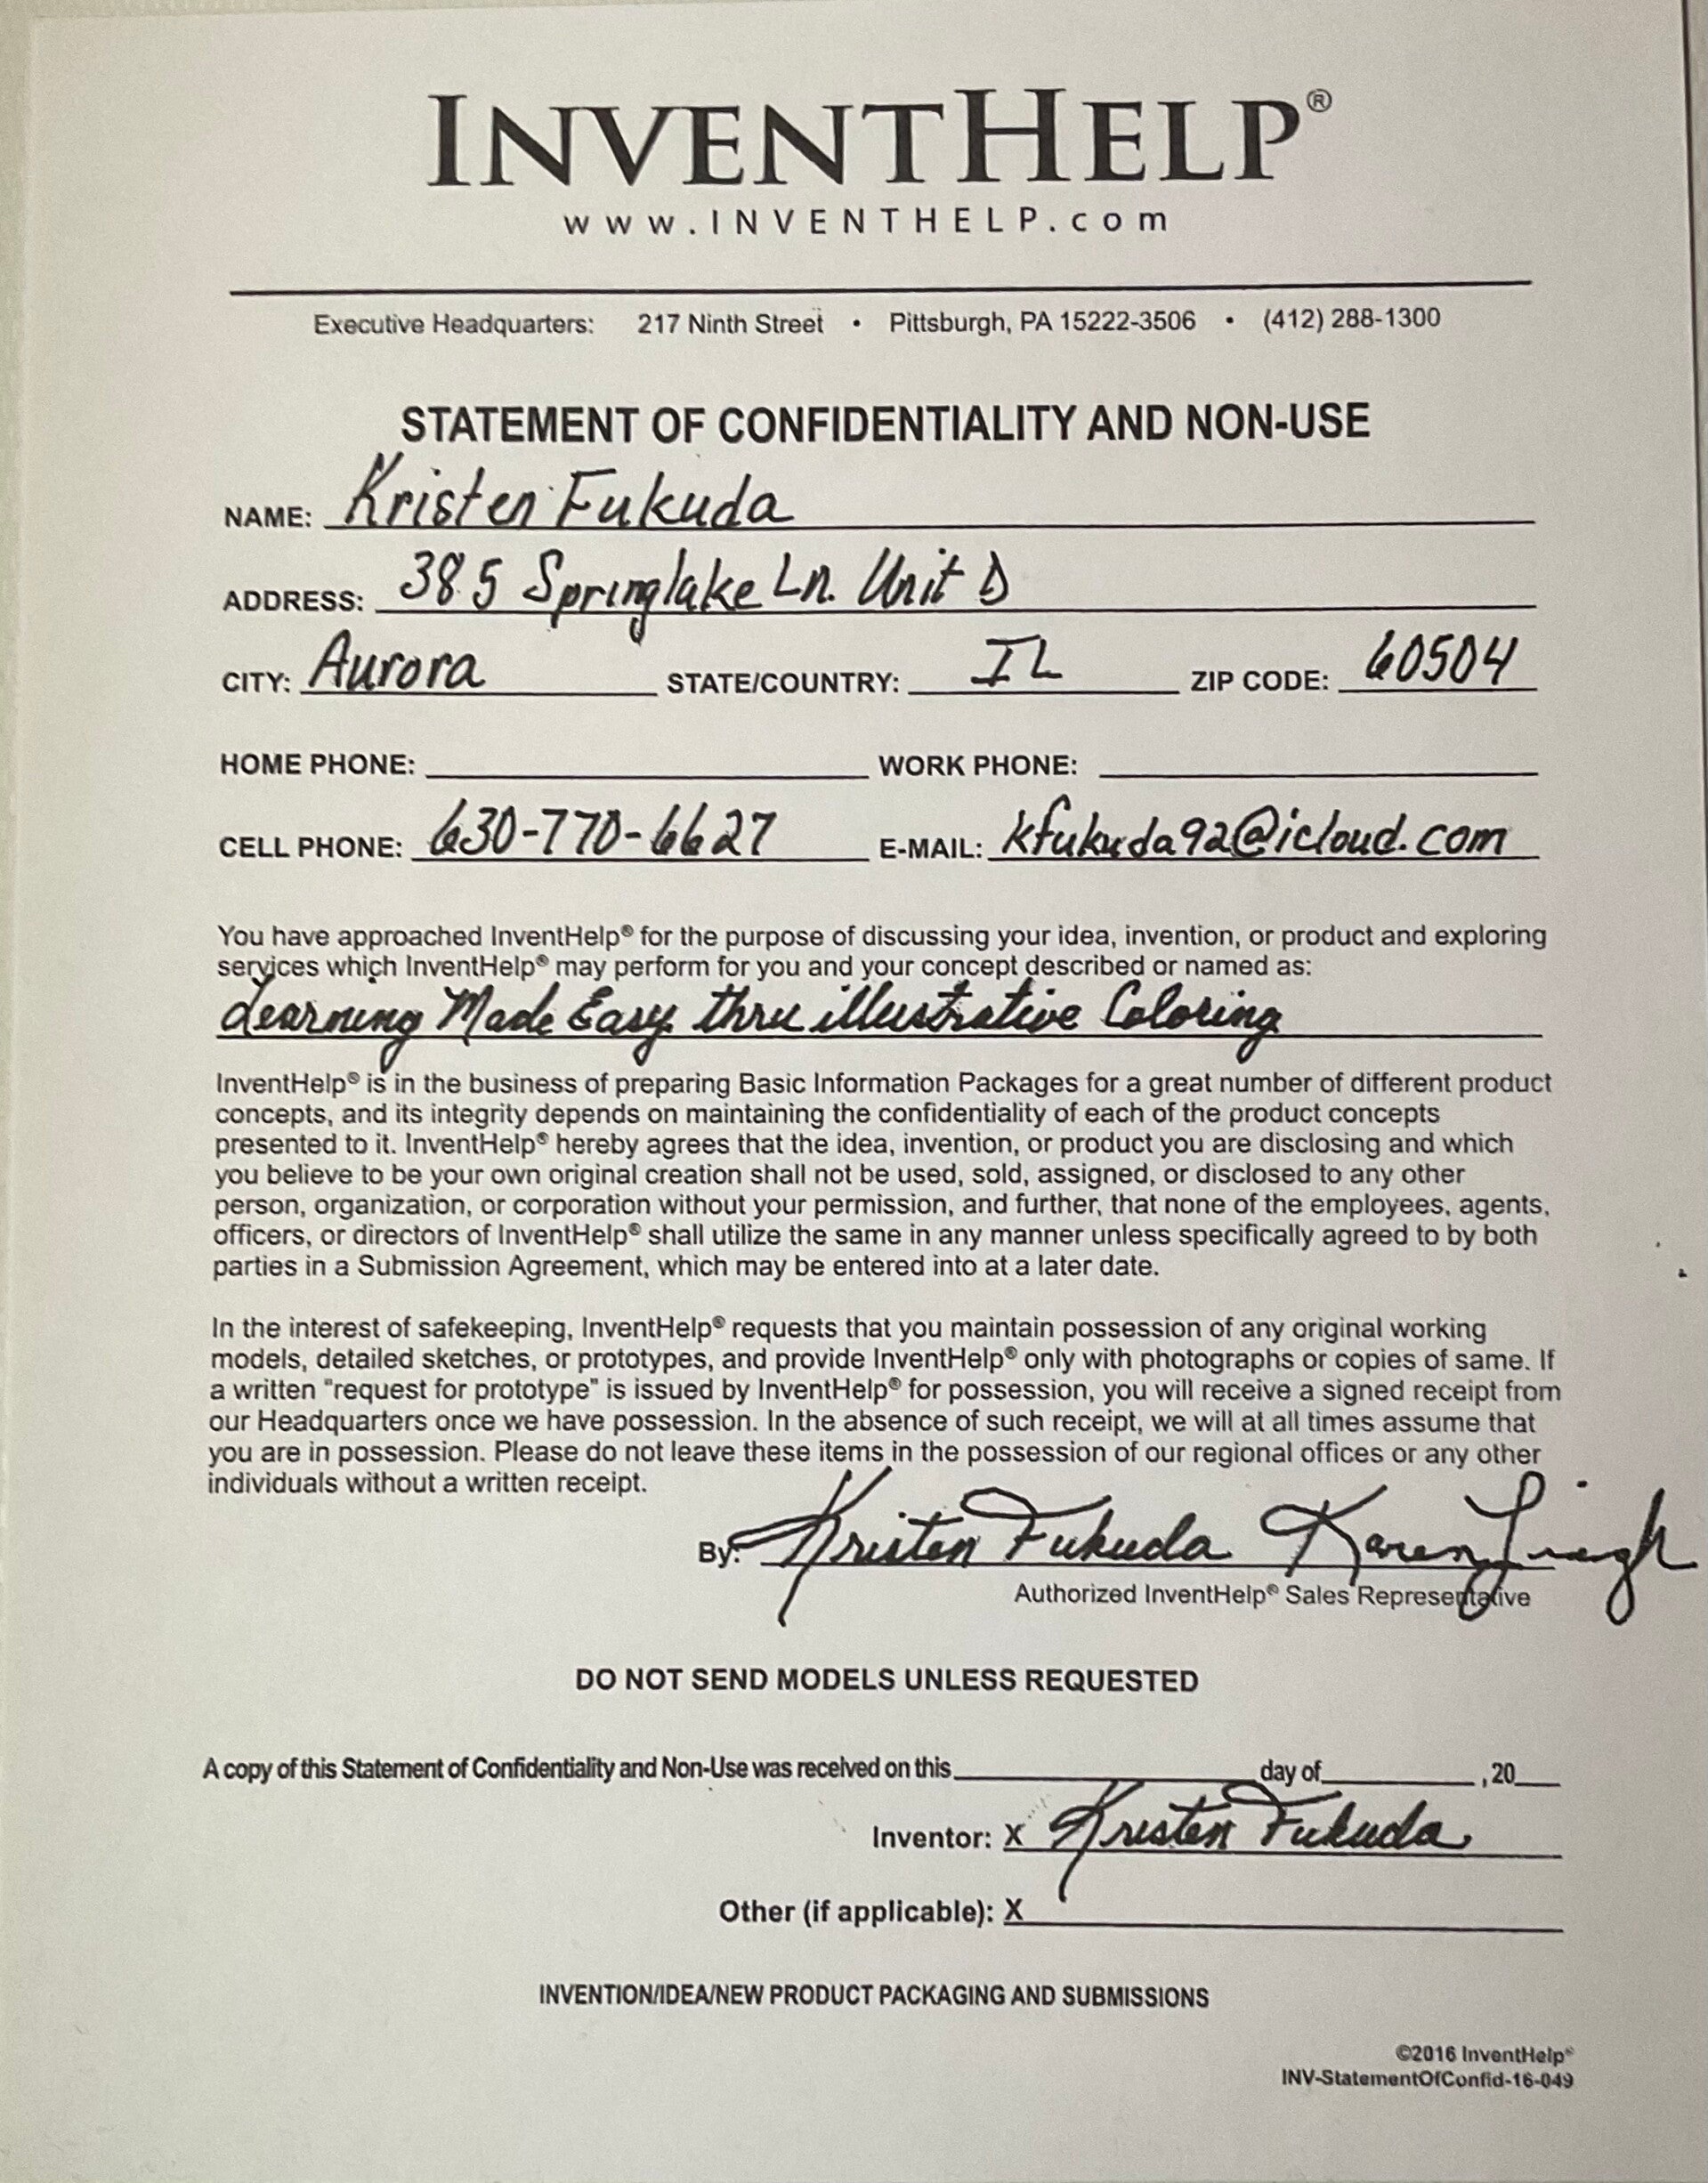 INVENTHELP®
www.INVENTHELP.com
Executive Headquarters: 217 Ninth Street • Pittsburgh, PA 15222-3506 • (412) 288-1300
STATEMENT OF CONFIDENTIALITY AND NON-USE
NAME: Kristen Fukuda
ADDRESS: 385 Springlake Ln. Unit D
CITY: Aurora STATE/COUNTRY: IL ZIP CODE: 60504
HOME PHONE: WORK PHONE:
CELL PHONE: 630-770-6627 E-MAIL: kfukuda92@icloud.com
You have approached InventHelp® for the purpose of discussing your idea, invention, or product and exploring
services which InventHelp® may perform for you and your concept described or named as:
Learning Made Easy thru illustrative Coloring
InventHelp® is in the business of preparing Basic Information Packages for a great number of different product
concepts, and its integrity depends on maintaining the confidentiality of each of the product concepts
presented to it. InventHelp® hereby agrees that the idea, invention, or product you are disclosing and which
you believe to be your own original creation shall not be used, sold, assigned, or disclosed to any other
person, organization, or corporation without your permission, and further, that none of the employees, agents,
officers, or directors of InventHelp® shall utilize the same in any manner unless specifically agreed to by both
parties in a Submission Agreement, which may be entered into at a later date.
In the interest of safekeeping, InventHelp® requests that you maintain possession of any original working
models, detailed sketches, or prototypes, and provide InventHelp® only with photographs or copies of same. If
a written "request for prototype" is issued by InventHelp® for possession, you will receive a signed receipt from
our Headquarters once we have possession. In the absence of such receipt, we will at all times assume that
you are in possession. Please do not leave these items in the possession of our regional offices or any other
individuals without a written receipt.
By: Kristen Fukuda Karen
Authorized InventHelp® Sales Representative
DO NOT SEND MODELS UNLESS REQUESTED
A copy of this Statement of Confidentiality and Non-Use was received on this day of , 20
Inventor: X Kristen Fukuda
Other (if applicable): X
INVENTION/IDEA/NEW PRODUCT PACKAGING AND SUBMISSIONS
©2016 InventHelp®
INV-StatementOfConfid-16-049